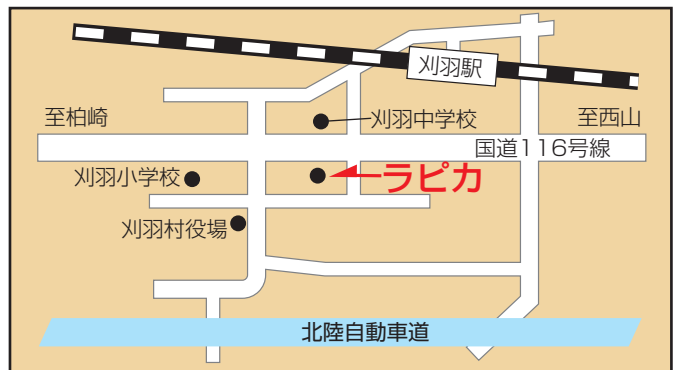 刈羽駅
至柏崎
刈羽中学校
至西山
国道116号線
刈羽小学校
ラピカ
刈羽村役場
北陸自動車道